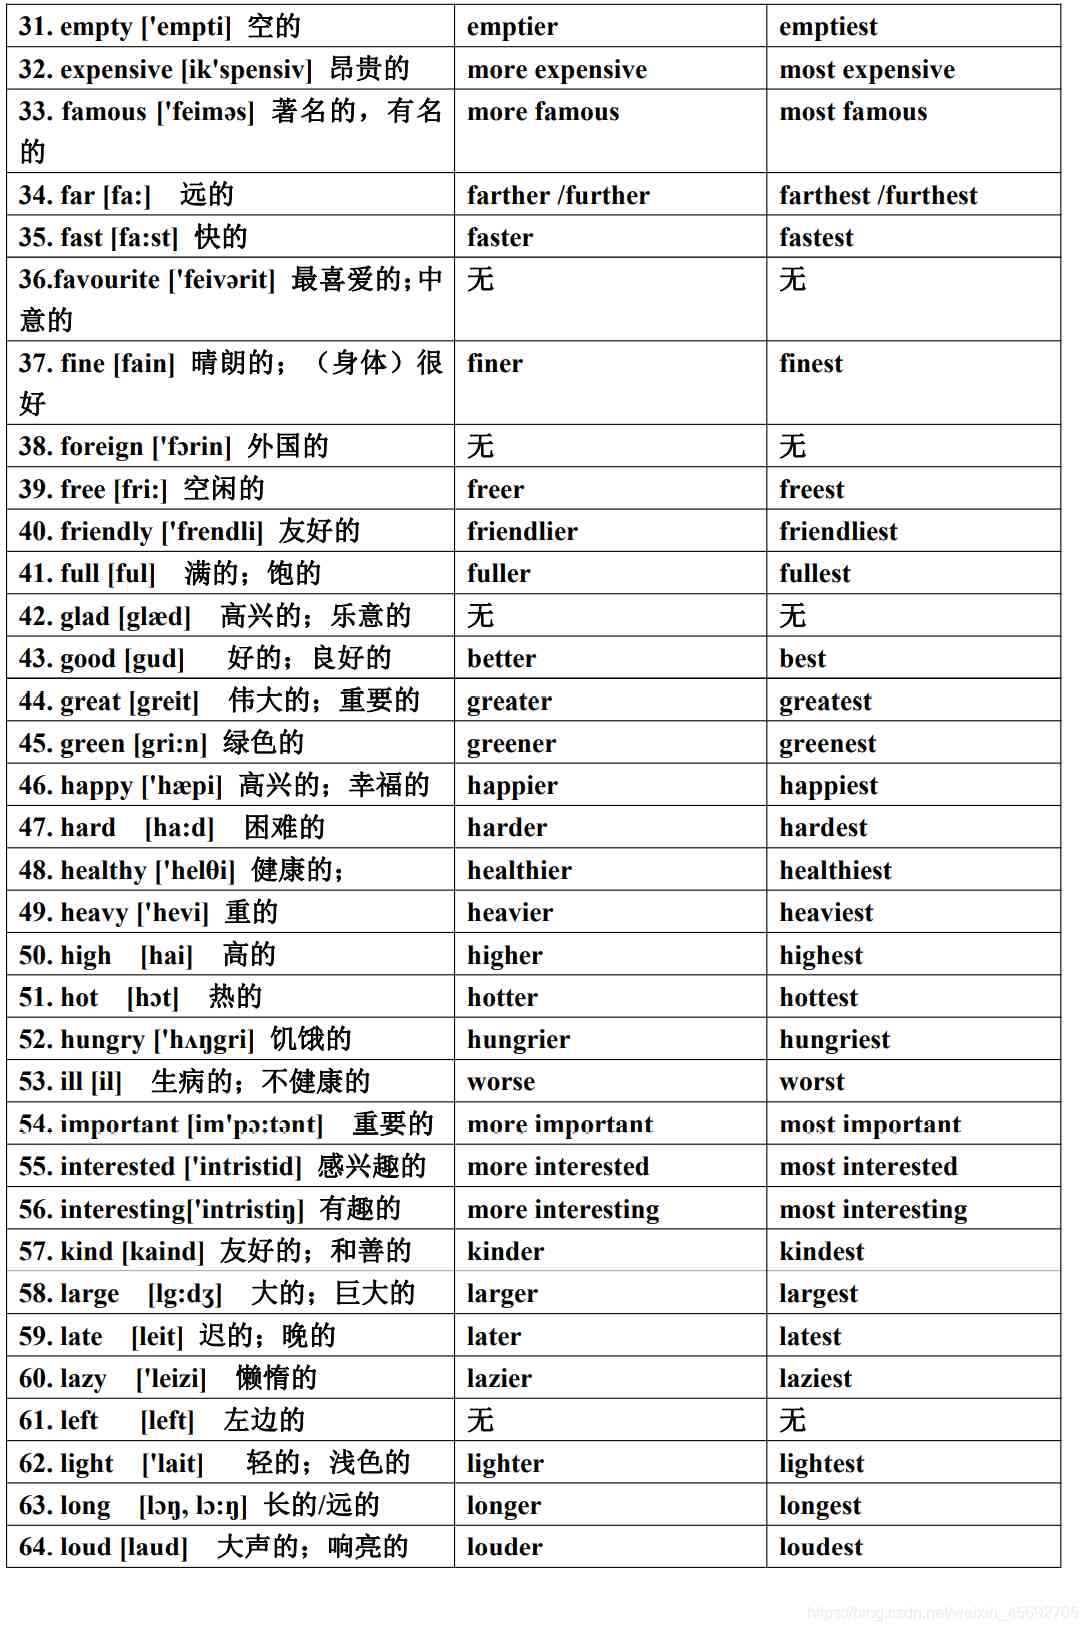 31. empty ['empti] 空的 emptier emptiest
32. expensive [ik'spensiv] 昂贵的 more expensive most expensive
33. famous ['feiməs] 著名的，有名 more famous most famous
的
34. far [fa:] 远的 farther /further farthest /furthest
35. fast [fa:st] 快的 faster fastest
36.favourite ['feivərit] 最喜爱的；中 无 无
意的
37. fine [fain] 晴朗的；（身体）很 finer finest
好
38. foreign ['fɔrin] 外国的 无 无
39. free [fri:] 空闲的 freer freest
40. friendly ['frendli] 友好的 friendlier friendliest
41. full [ful] 满的；饱的 fuller fullest
42. glad [glæd] 高兴的；乐意的 无 无
43. good [gud] 好的；良好的 better best
44. great [greit] 伟大的；重要的 greater greatest
45. green [gri:n] 绿色的 greener greenest
46. happy ['hæpi] 高兴的；幸福的 happier happiest
47. hard [ha:d] 困难的 harder hardest
48. healthy ['helθi] 健康的； healthier healthiest
49. heavy ['hevi] 重的 heavier heaviest
50. high [hai] 高的 higher highest
51. hot [hɔt] 热的 hotter hottest
52. hungry ['hʌŋgri] 饥饿的 hungrier hungriest
53. ill [il] 生病的；不健康的 worse worst
54. important [im'pɔ:tənt] 重要的 more important most important
55. interested ['intristid] 感兴趣的 more interested most interested
56. interesting['intristiŋ] 有趣的 more interesting most interesting
57. kind [kaind] 友好的；和善的 kinder kindest
58. large [lg:dʒ] 大的；巨大的 larger largest
59. late [leit] 迟的；晚的 later latest
60. lazy ['leizi] 懒惰的 lazier laziest
61. left [left] 左边的 无 无
62. light ['lait] 轻的；浅色的 lighter lightest
63. long [lɔŋ, lɔ:ŋ] 长的/远的 longer longest
64. loud [laud] 大声的；响亮的 louder loudest
https://blog.csdn.net/weixin_45692705